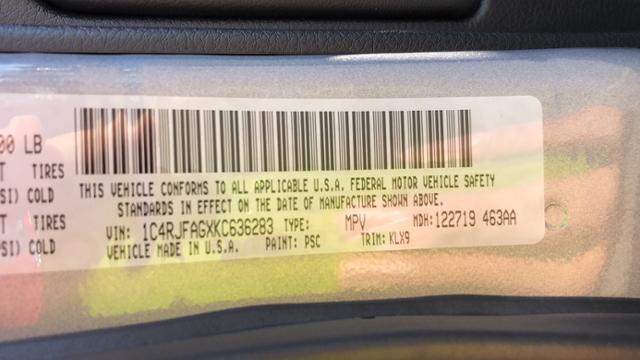 00 LB
T TIRES
SI) COLD
T TIRES
PSI) COLD
THIS VEHICLE CONFORMS TO ALL APPLICABLE U.S.A. FEDERAL MOTOR VEHICLE SAFETY
STANDARDS IN EFFECT ON THE DATE OF MANUFACTURE SHOWN ABOVE.
VIN: 1C4RJFAGXKC636283 TYPE: MPV MDH:122719 463AA
VEHICLE MADE IN U.S.A. PAINT: PSC TRIM:KLX9